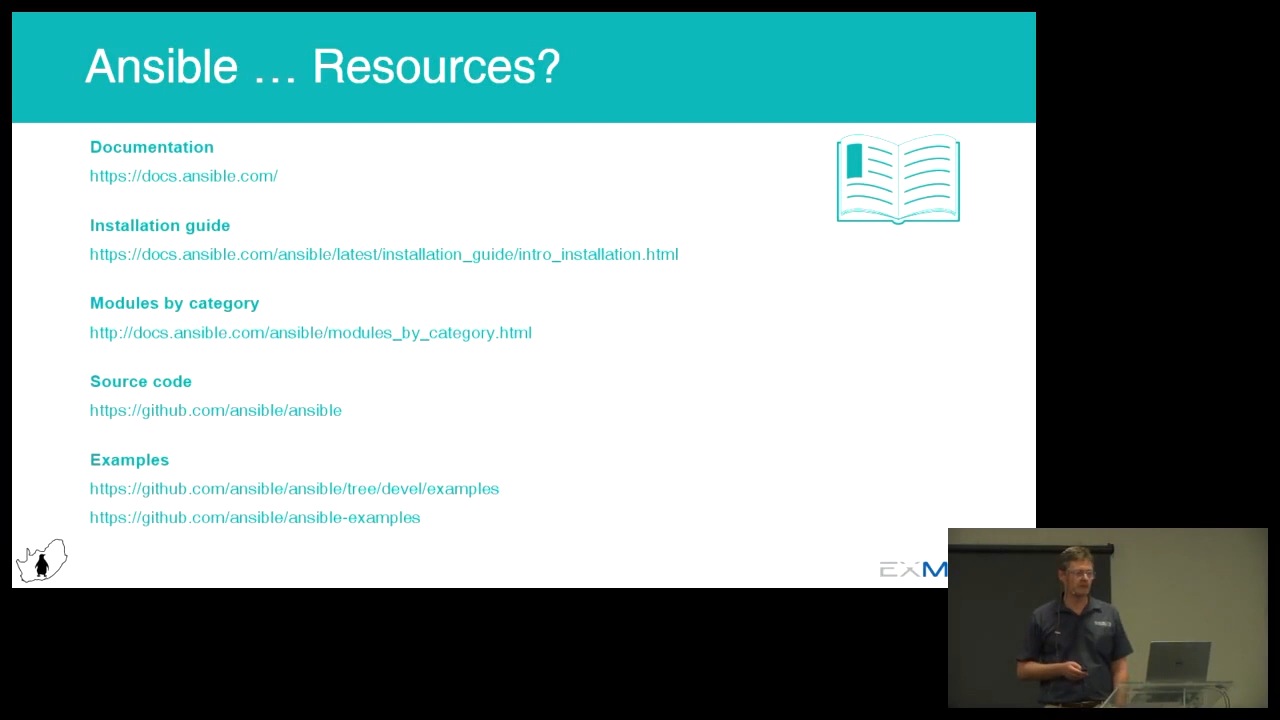 Ansible ... Resources?
Documentation
https://docs.ansible.com/
Installation guide
https://docs.ansible.com/ansible/latest/installation_guide/intro_installation.html
Modules by category
http://docs.ansible.com/ansible/modules_by_category.html
Source code
https://github.com/ansible/ansible
Examples
https://github.com/ansible/ansible/tree/devel/examples
https://github.com/ansible/ansible-examples
EXM